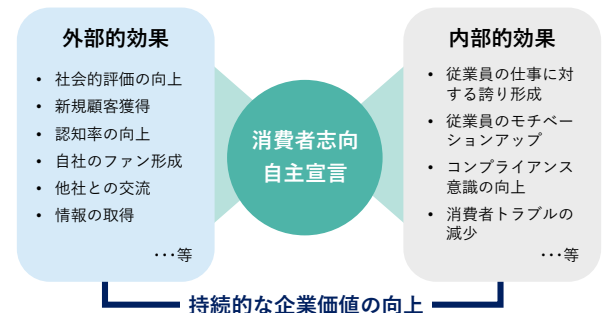 外部的効果
• 社会的評価の向上
• 新規顧客獲得
• 認知率の向上
• 自社のファン形成
• 他社との交流
• 情報の取得
･･･等
消費者志向
自主宣言
内部的効果
• 従業員の仕事に対
する誇り形成
• 従業員のモチベー
ションアップ
• コンプライアンス
意識の向上
• 消費者トラブルの
減少
･･･等
持続的な企業価値の向上